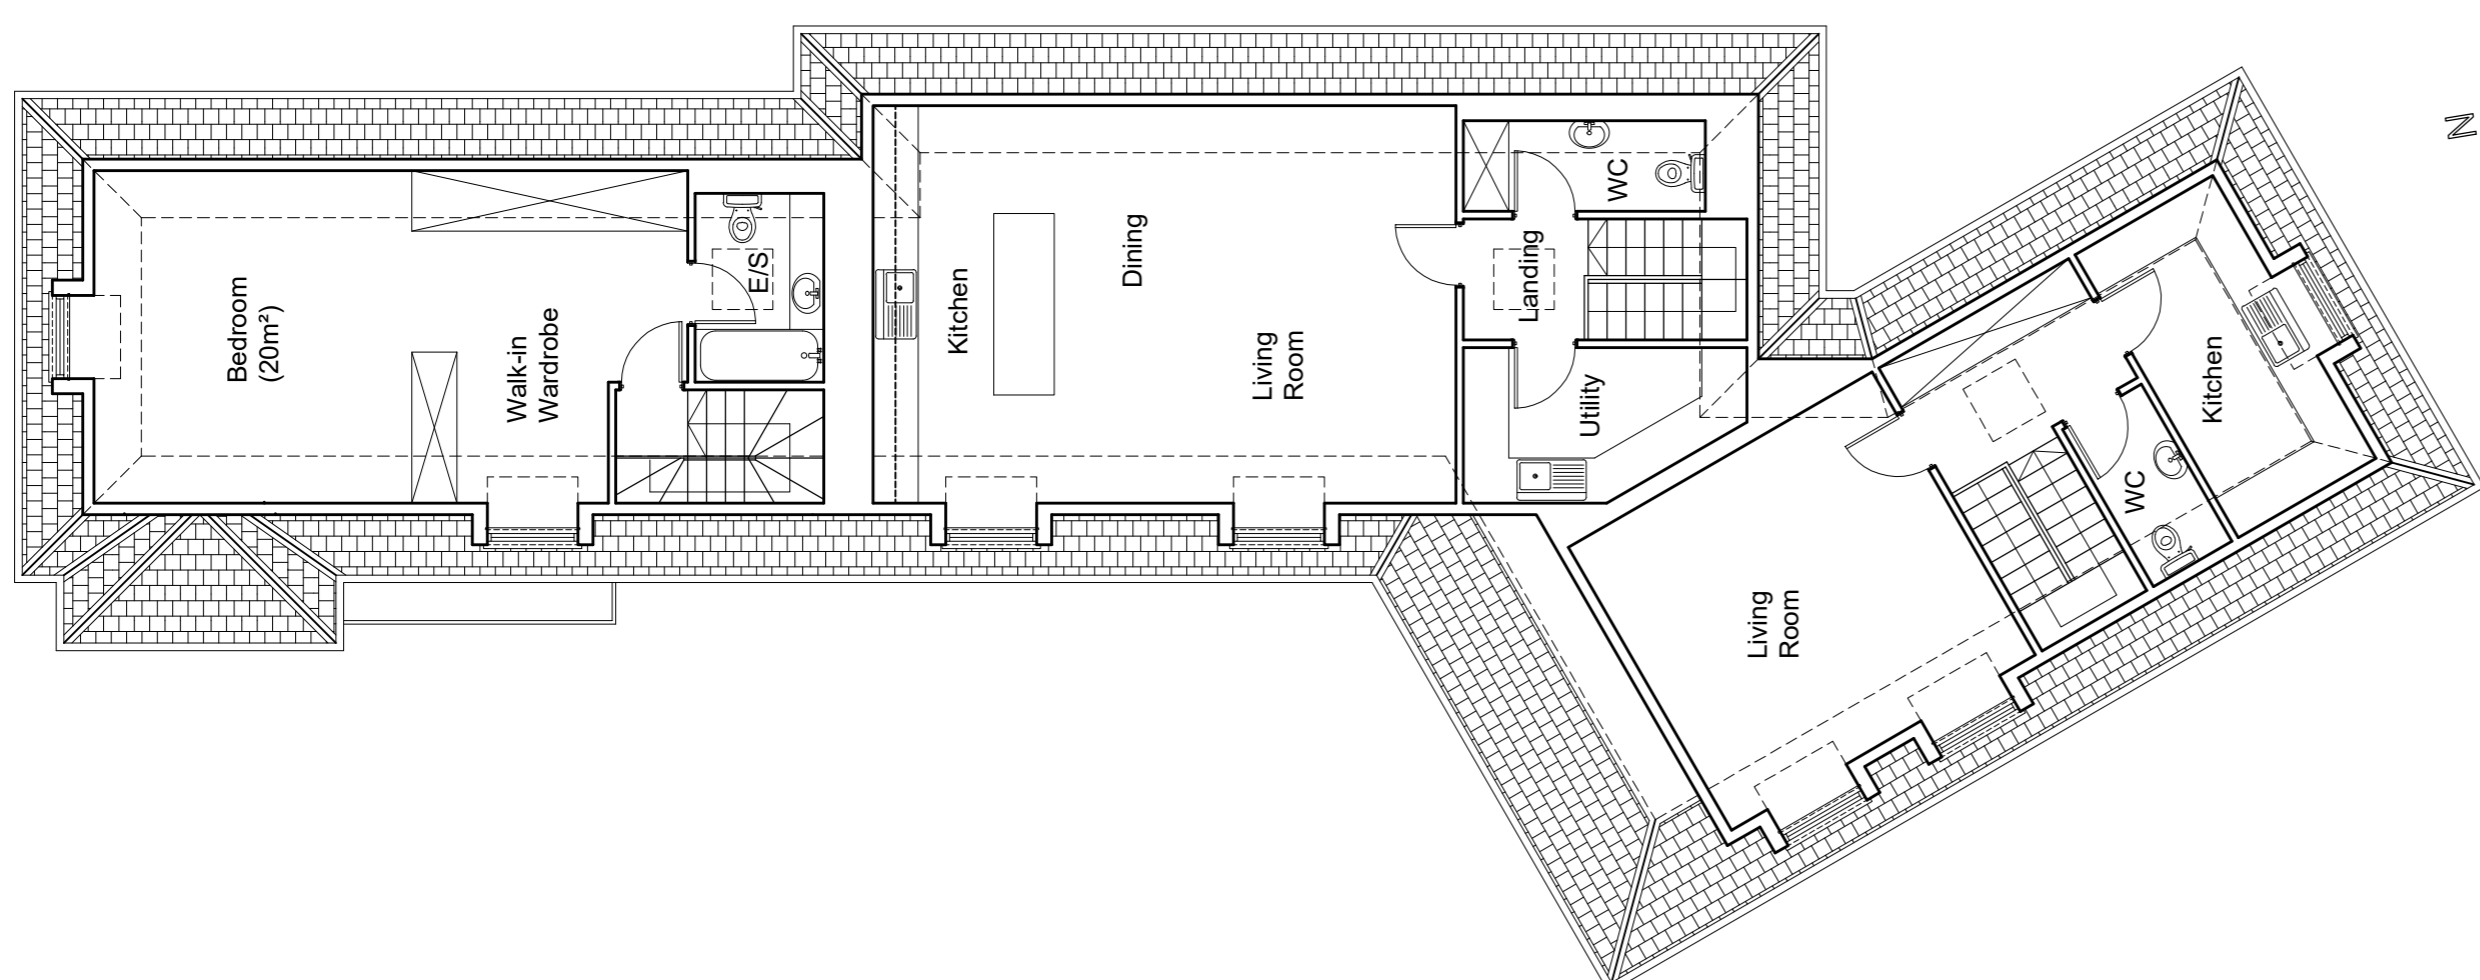 Bedroom
(20m²)
Walk-in
Wardrobe
E/S
Kitchen
Dining
Living
Room
Landing
WC
Utility
Living
Room
WC
Kitchen
N